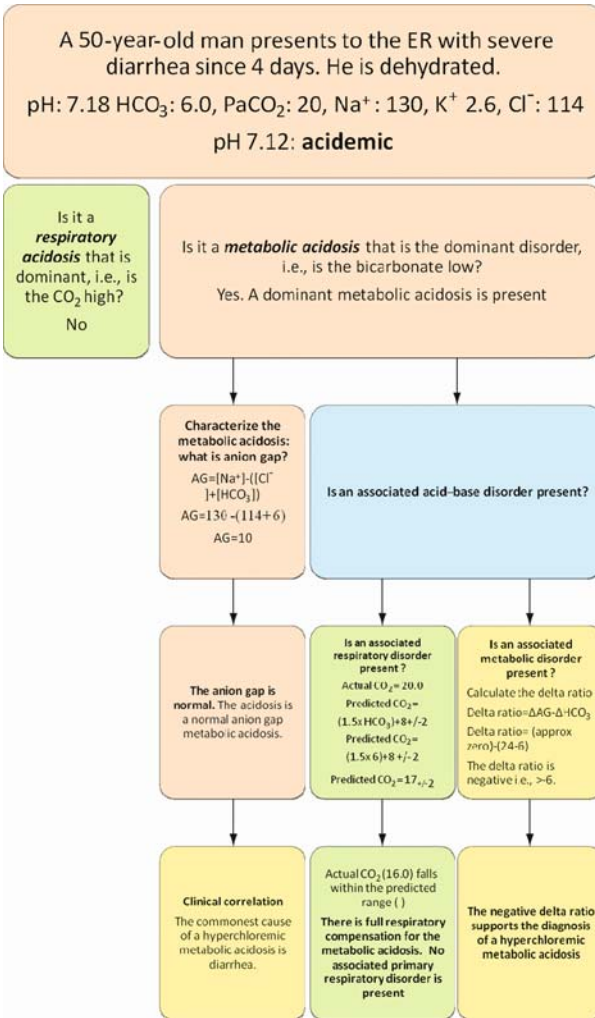 A 50-year-old man presents to the ER with severe
diarrhea since 4 days. He is dehydrated.
pH: 7.18 HCO₃: 6.0, PaCO₂: 20, Na⁺ : 130, K⁺ 2.6, Cl⁻: 114
pH 7.12: acidemic
Is it a
respiratory
acidosis that is
dominant, i.e., is
the CO₂ high?
No
Is it a metabolic acidosis that is the dominant disorder,
i.e., is the bicarbonate low?
Yes. A dominant metabolic acidosis is present
Characterize the
metabolic acidosis:
what is anion gap?
AG=[Na⁺]-([Cl⁻
]+[HCO₃])
AG=130 -(114+6)
AG=10
Is an associated acid–base disorder present?
The anion gap is
normal. The acidosis is
a normal anion gap
metabolic acidosis.
Is an associated
respiratory disorder
present ?
Actual CO₂= 20.0
Predicted CO₂=
(1.5x HCO₃)+8+/-2
Predicted CO₂=
(1.5x 6)+8 +/-2
Predicted CO₂=17+/-2
Is an associated
metabolic disorder
present ?
Calculate the delta ratio
Delta ratio=ΔAG-ΔHCO₃
Delta ratio= (approx
zero)-(24-6)
The delta ratio is
negative i.e., >-6.
Clinical correlation
The commonest cause
of a hyperchloremic
metabolic acidosis is
diarrhea.
Actual CO₂(16.0) falls
within the predicted
range ( )
There is full respiratory
compensation for the
metabolic acidosis. No
associated primary
respiratory disorder is
present
The negative delta ratio
supports the diagnosis
of a hyperchloremic
metabolic acidosis